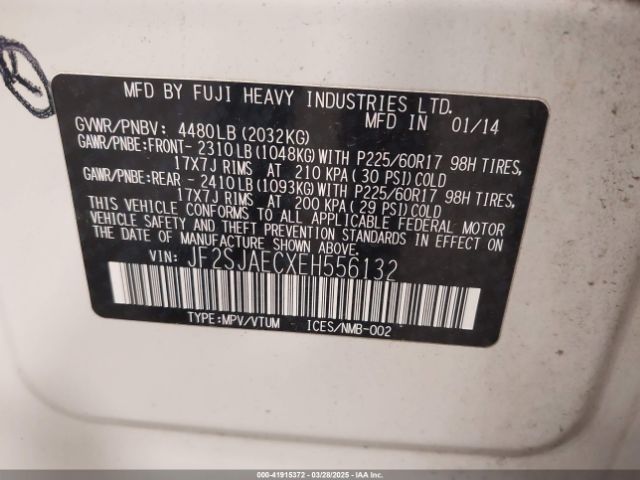 MFD BY FUJI HEAVY INDUSTRIES LTD.
MFD IN 01/14
GVWR/PNBV: 4480LB(2032KG)
GAWR/PNBE:FRONT- 2310LB(1048KG)WITH P225/60R17 98H TIRES,
17X7J RIMS AT 210 KPA( 30 PSI)COLD
GAWR/PNBE:REAR - 2410LB(1093KG)WITH P225/60R17 98H TIRES,
17X7J RIMS AT 200 KPA( 29 PSI)COLD
THIS VEHICLE CONFORMS TO ALL APPLICABLE FEDERAL MOTOR
VEHICLE SAFETY AND THEFT PREVENTION STANDARDS IN EFFECT ON
THE DATE OF MANUFACTURE SHOWN ABOVE.
VIN: JF2SJAECXEH556132
TYPE:MPV/VTUM ICES/NMB-002
000-41915372 - 03/28/2025 - IAAI INC.